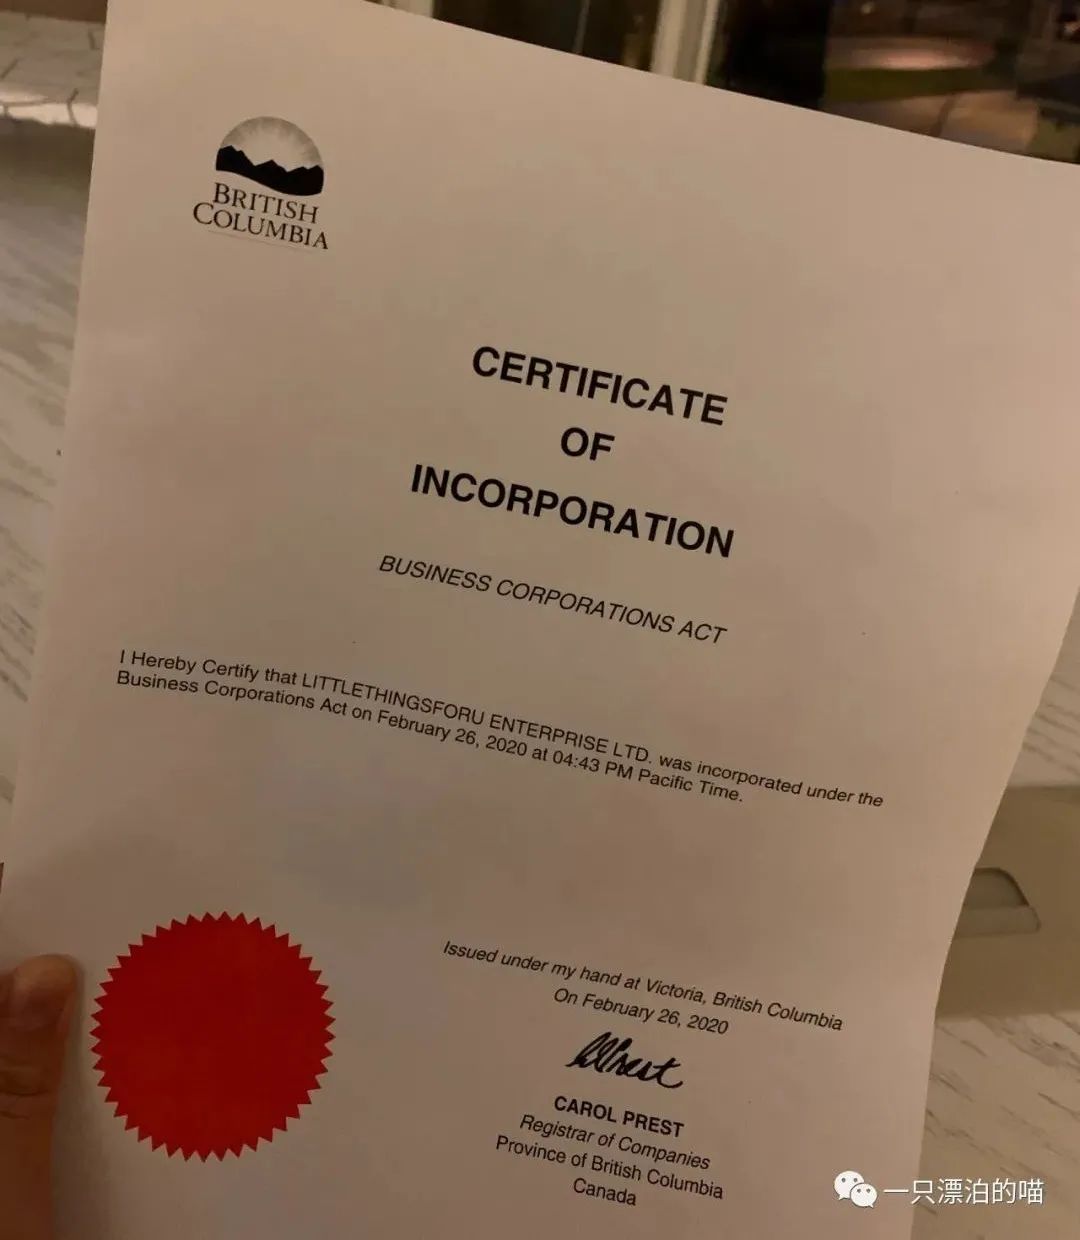 BRITISH
COLUMBIA
CERTIFICATE
OF
INCORPORATION
BUSINESS CORPORATIONS ACT
I Hereby Certify that LITTLETHINGSFORU ENTERPRISE LTD. was incorporated under the
Business Corporations Act on February 26, 2020 at 04:43 PM Pacific Time.
Issued under my hand at Victoria, British Columbia
On February 26, 2020
CAROL PREST
Registrar of Companies
Province of British Columbia
Canada
一只漂泊的喵